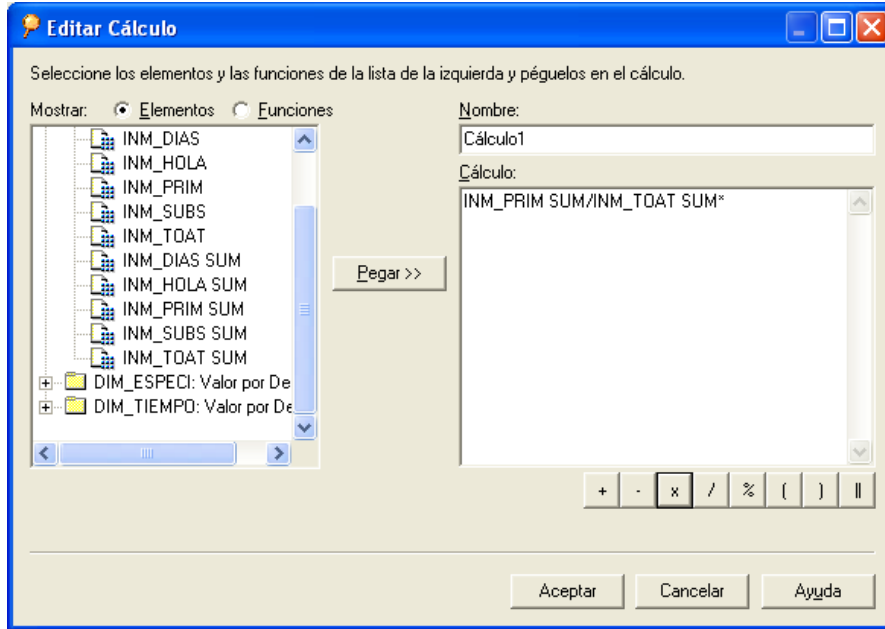 Editar Cálculo
Seleccione los elementos y las funciones de la lista de la izquierda y péguelos en el cálculo.
Mostrar: Elementos Funciones
INM_DIAS
INM_HOLA
INM_PRIM
INM_SUBS
INM_TOAT
INM_DIAS SUM
INM_HOLA SUM
INM_PRIM SUM
INM_SUBS SUM
INM_TOAT SUM
DIM_ESPECI: Valor por De
DIM_TIEMPO: Valor por De
Pegar >>
Nombre:
Cálculo1
Cálculo:
INM_PRIM SUM/INM_TOAT SUM*
+ - x / % ( ) ||
Aceptar Cancelar Ayuda